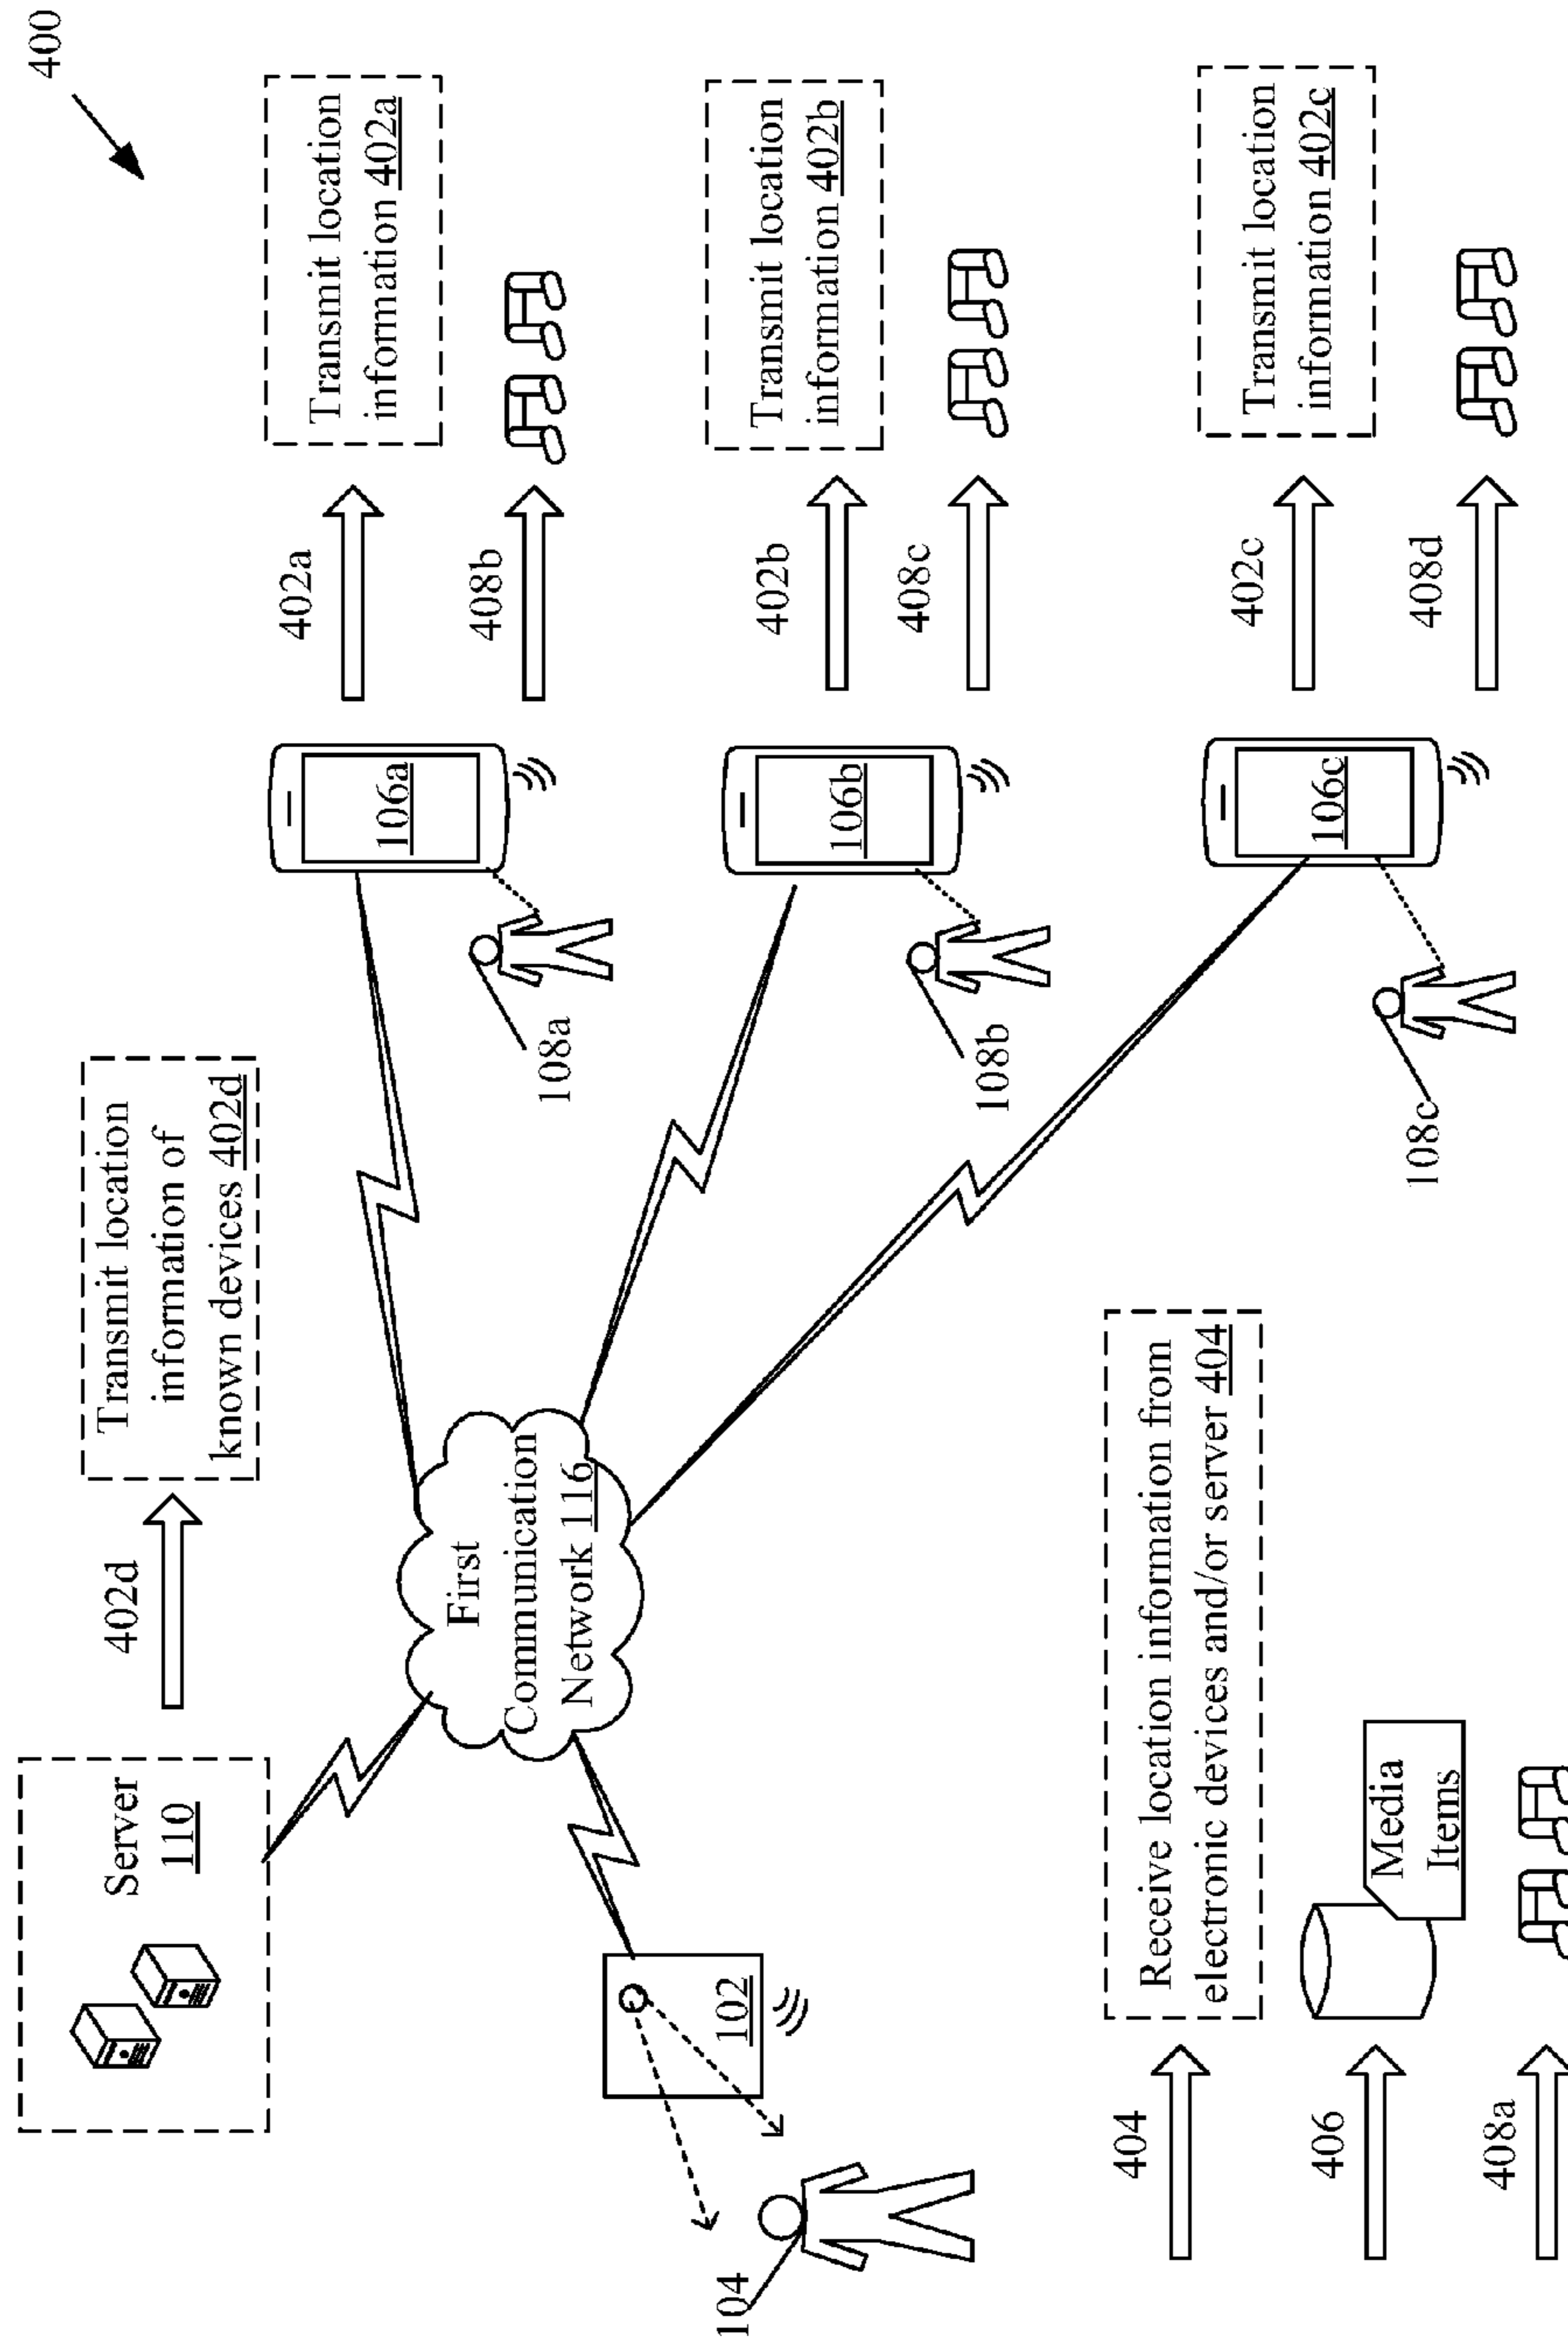 400
Server
110
402d
Transmit location
information of
known devices 402d
102
104
First
Communication
Network 116
106a
108a
402a
Transmit location
information 402a
408b
106b
108b
402b
Transmit location
information 402b
408c
106c
108c
402c
Transmit location
information 402c
408d
404
Receive location information from
electronic devices and/or server 404
406
Media
Items
408a